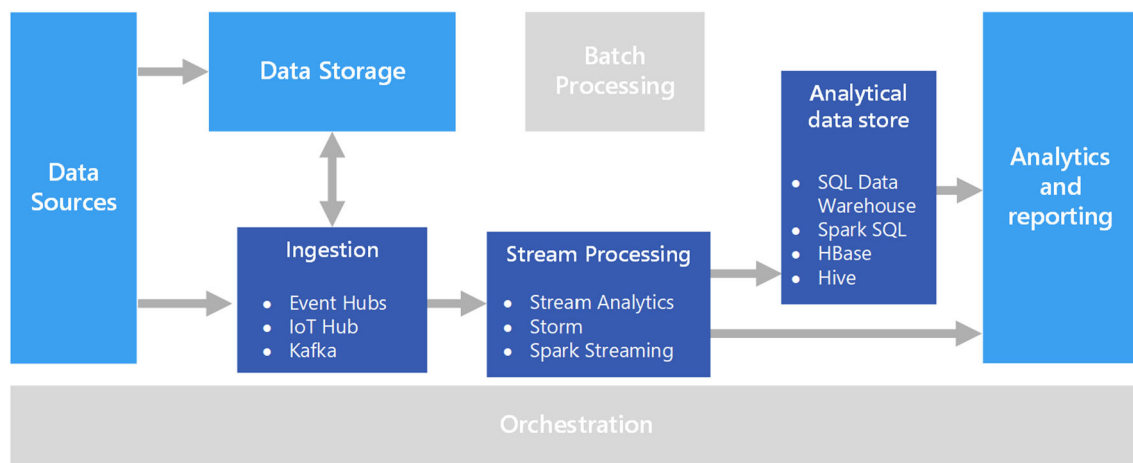 Data
Sources
Data Storage
Batch
Processing
Ingestion
• Event Hubs
• IoT Hub
• Kafka
Stream Processing
• Stream Analytics
• Storm
• Spark Streaming
Analytical
data store
• SQL Data
Warehouse
• Spark SQL
• HBase
• Hive
Analytics
and
reporting
Orchestration